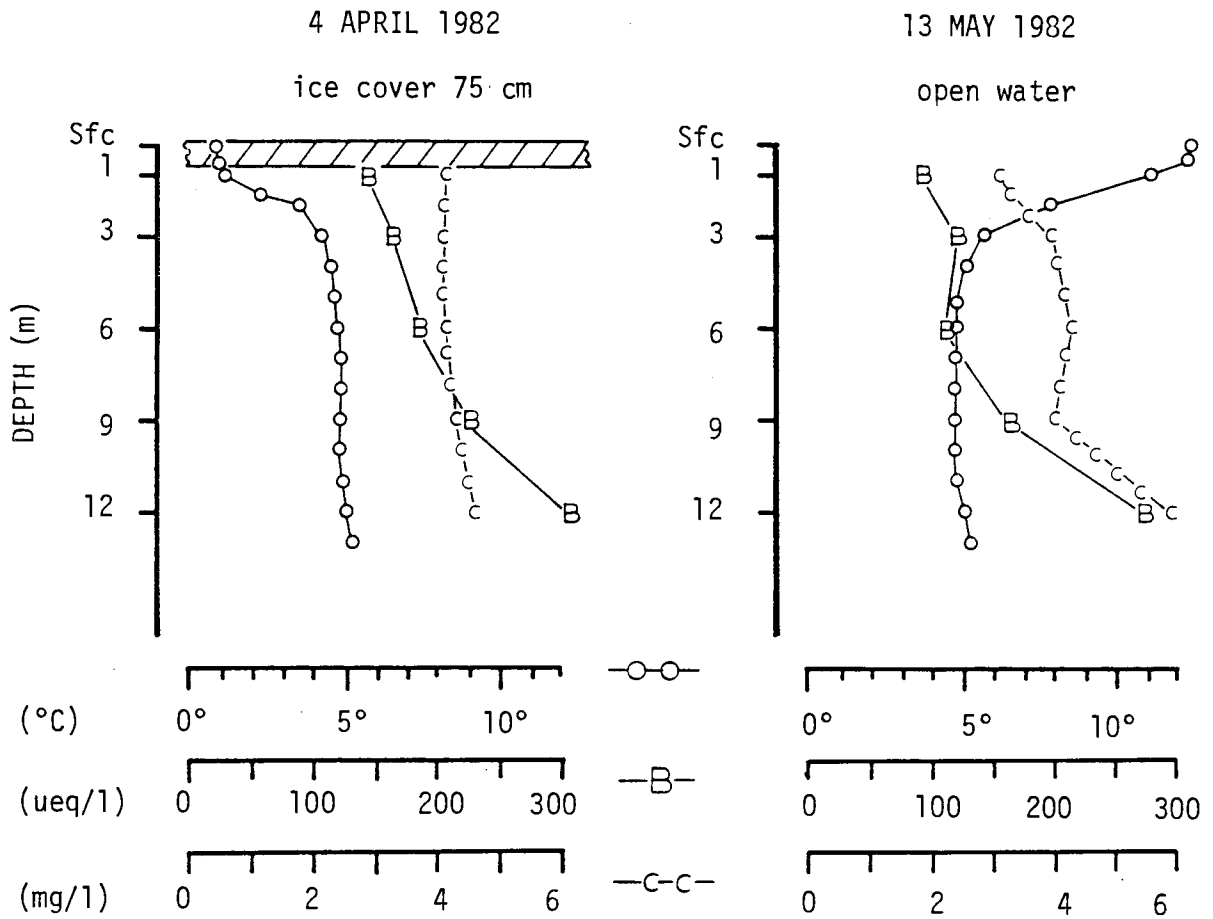 4 APRIL 1982
13 MAY 1982
ice cover 75 cm
open water
Sfc
1
3
6
9
12
DEPTH (m)
Sfc
1
3
6
9
12
B B B B B
C C C C C C C C C C C C
B B B B B
C C C C C C C C C C C C C C
(°C)
0° 5° 10°
0° 5° 10°
(ueq/l)
0 100 200 300
—B—
0 100 200 300
(mg/l)
0 2 4 6
—C-C—
0 2 4 6